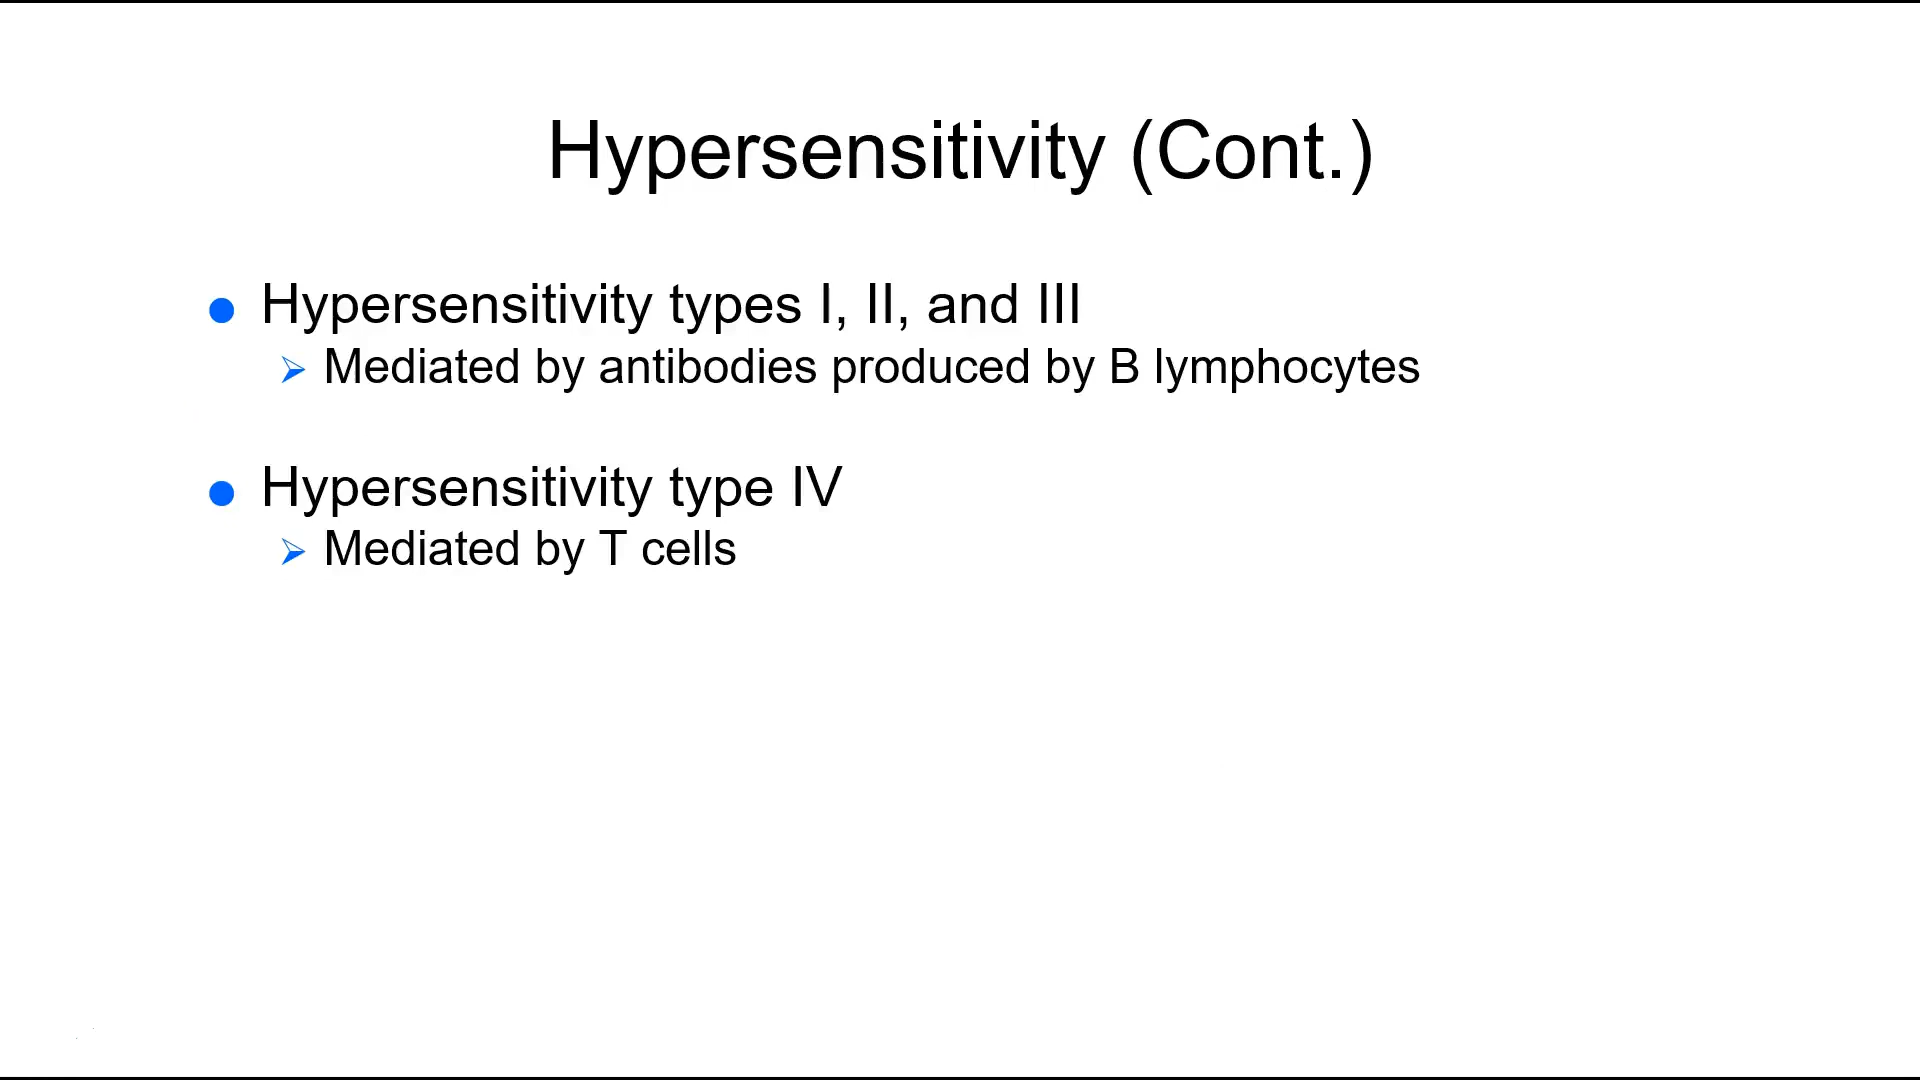 Hypersensitivity (Cont.)
Hypersensitivity types I, II, and III
Mediated by antibodies produced by B lymphocytes
Hypersensitivity type IV
Mediated by T cells